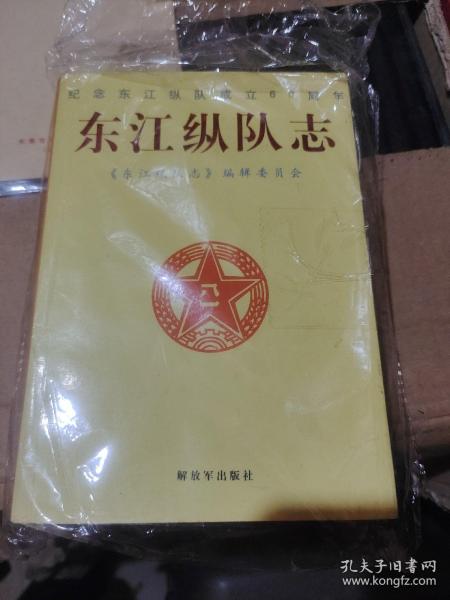 纪念东江纵队成立60周年
东江纵队志
《东江纵队志》编辑委员会
八一
解放军出版社
孔夫子旧书网
www.kongfz.com